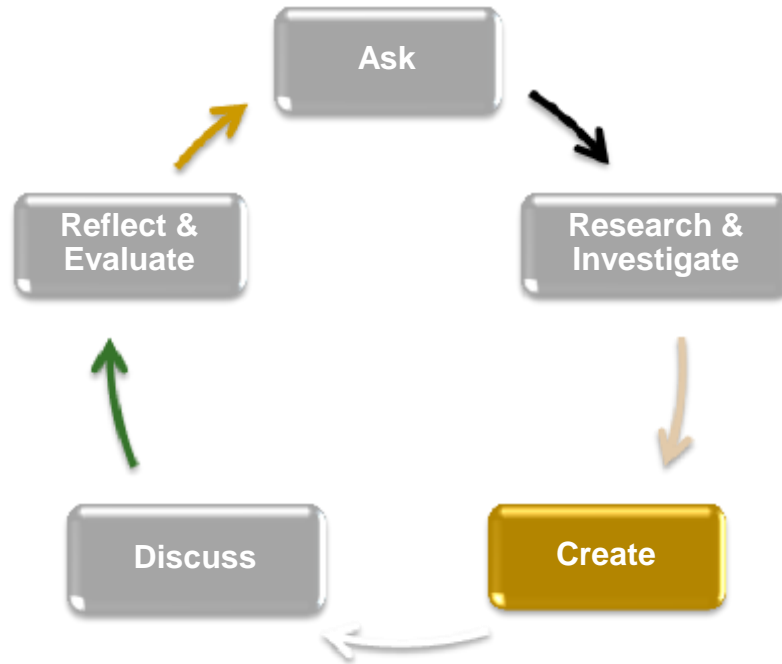 Ask
Research &
Investigate
Create
Discuss
Reflect &
Evaluate